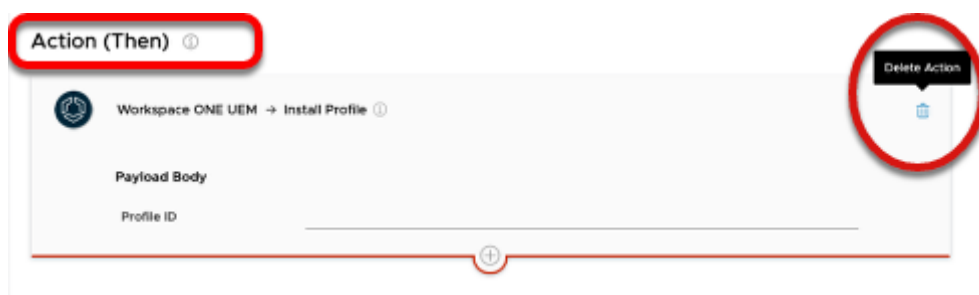 Action (Then)
Delete Action
Workspace ONE UEM → Install Profile
Payload Body
Profile ID